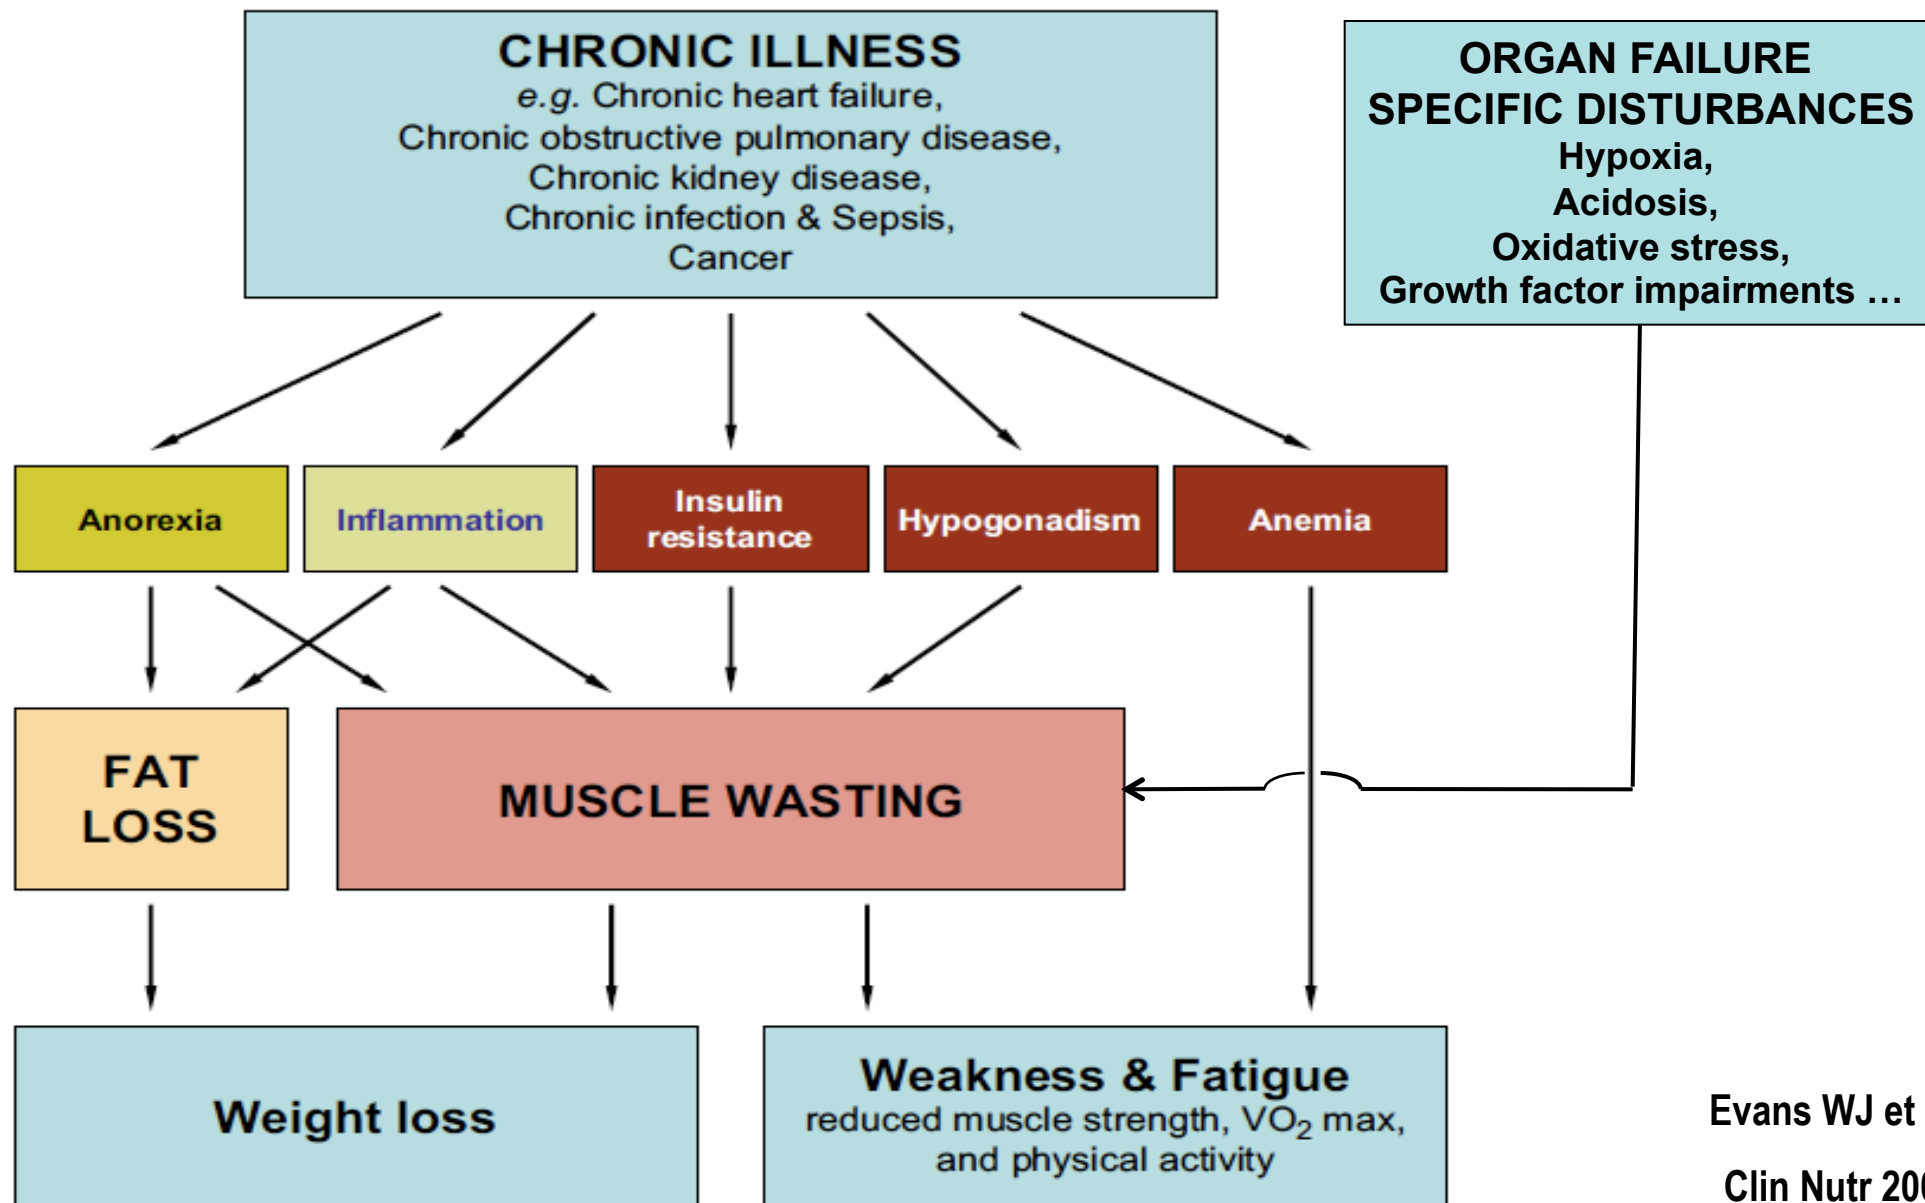 CHRONIC ILLNESS
e.g. Chronic heart failure,
Chronic obstructive pulmonary disease,
Chronic kidney disease,
Chronic infection & Sepsis,
Cancer
ORGAN FAILURE
SPECIFIC DISTURBANCES
Hypoxia,
Acidosis,
Oxidative stress,
Growth factor impairments …
Anorexia
Inflammation
Insulin
resistance
Hypogonadism
Anemia
FAT
LOSS
MUSCLE WASTING
Weight loss
Weakness & Fatigue
reduced muscle strength, VO₂ max,
and physical activity
Evans WJ et
Clin Nutr